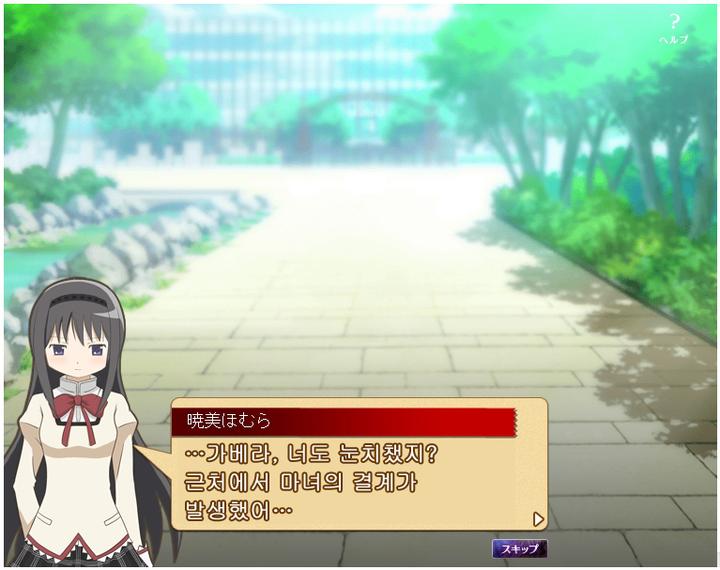 ?
ヘルプ
暁美ほむら
…가베라, 너도 눈치챘지?
근처에서 마녀의 결계가
발생했어…
スキップ